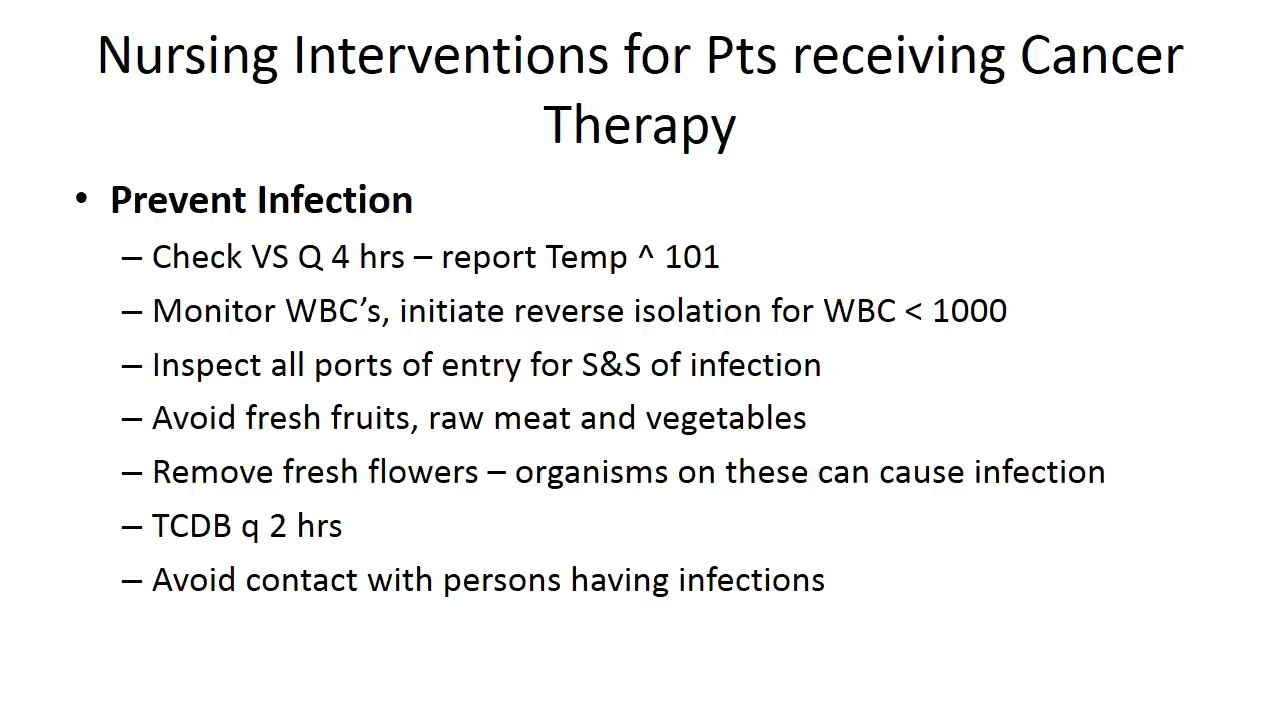 Nursing Interventions for Pts receiving Cancer
Therapy
• Prevent Infection
– Check VS Q 4 hrs – report Temp ^ 101
– Monitor WBC’s, initiate reverse isolation for WBC < 1000
– Inspect all ports of entry for S&S of infection
– Avoid fresh fruits, raw meat and vegetables
– Remove fresh flowers – organisms on these can cause infection
– TCDB q 2 hrs
– Avoid contact with persons having infections